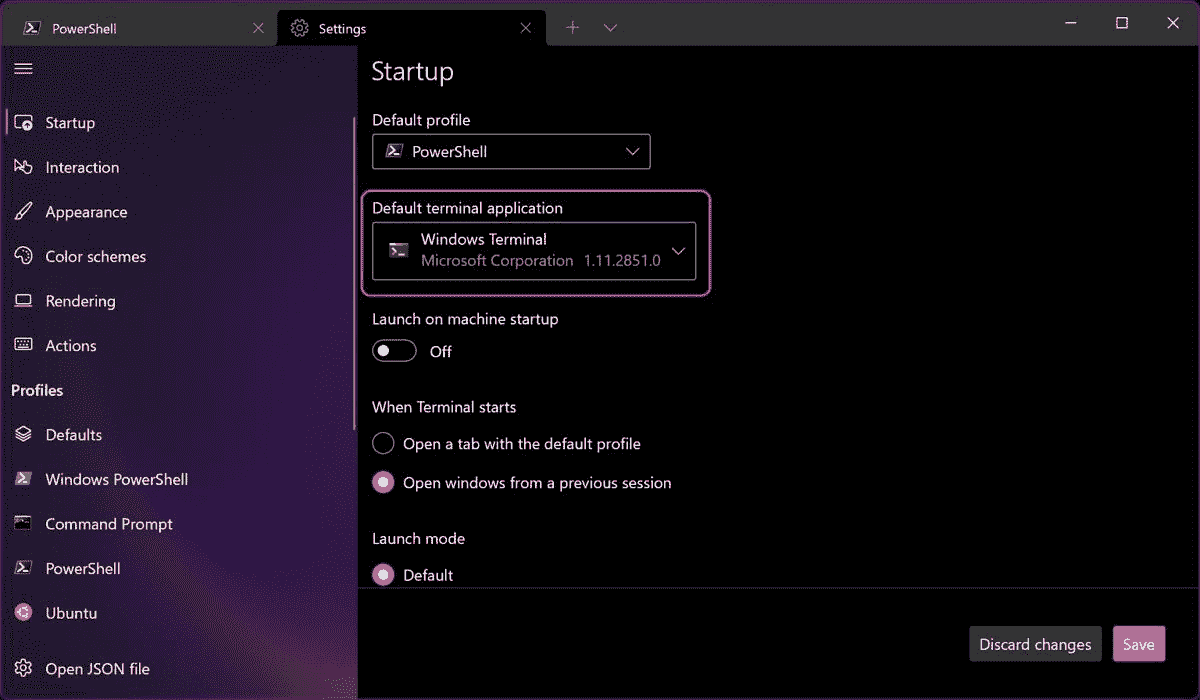 PowerShell
Settings
Startup
Interaction
Appearance
Color schemes
Rendering
Actions
Profiles
Defaults
Windows PowerShell
Command Prompt
PowerShell
Ubuntu
Open JSON file
Startup
Default profile
PowerShell
Default terminal application
Windows Terminal
Microsoft Corporation 1.11.2851.0
Launch on machine startup
Off
When Terminal starts
Open a tab with the default profile
Open windows from a previous session
Launch mode
Default
Discard changes
Save